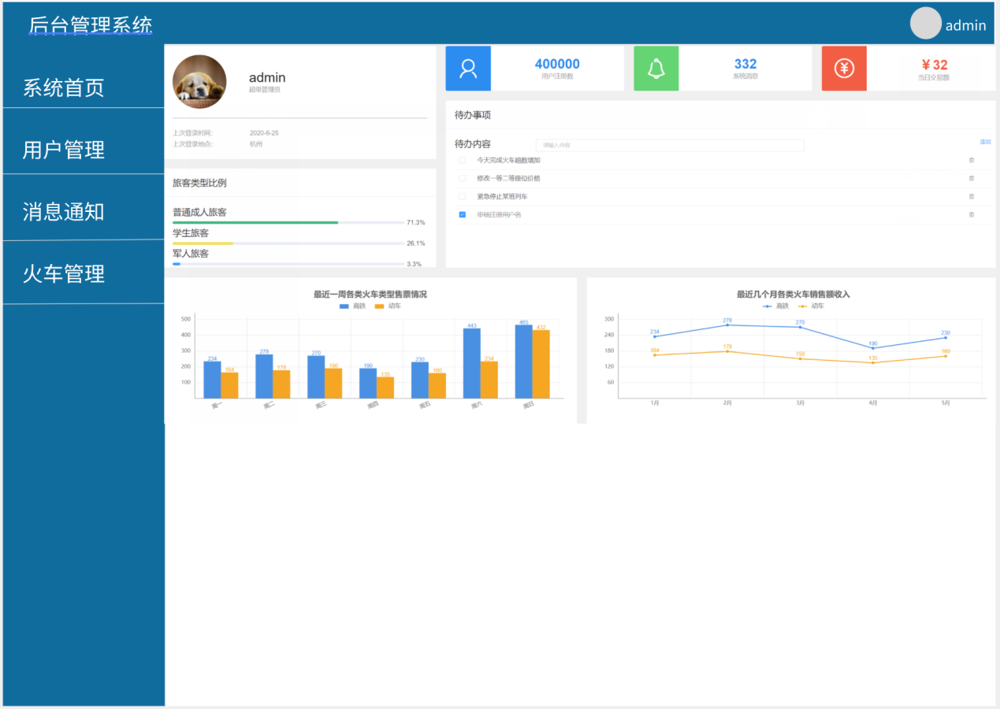 后台管理系统
admin
系统首页
用户管理
消息通知
火车管理
admin
超级管理员
上次登录时间: 2020-6-25
上次登录地点: 杭州
400000
用户注册数
332
系统消息
¥ 32
当日交易额
待办事项
待办内容 请输入内容 添加
今天完成火车趟数增加
修改一等二等座位价格
紧急停止某班列车
审核注册用户名
旅客类型比例
普通成人旅客
71.3%
学生旅客
26.1%
军人旅客
3.3%
最近一周各类火车类型售票情况
高铁 动车
500
400
300
200
100
234 164 278 178 270 190 190 135 230 160 443 234 465 432
周一 周二 周三 周四 周五 周六 周日
最近几个月各类火车销售额收入
高铁 动车
300
240
180
120
60
234 278 270 190 230
164 178 150 135 160
1月 2月 3月 4月 5月